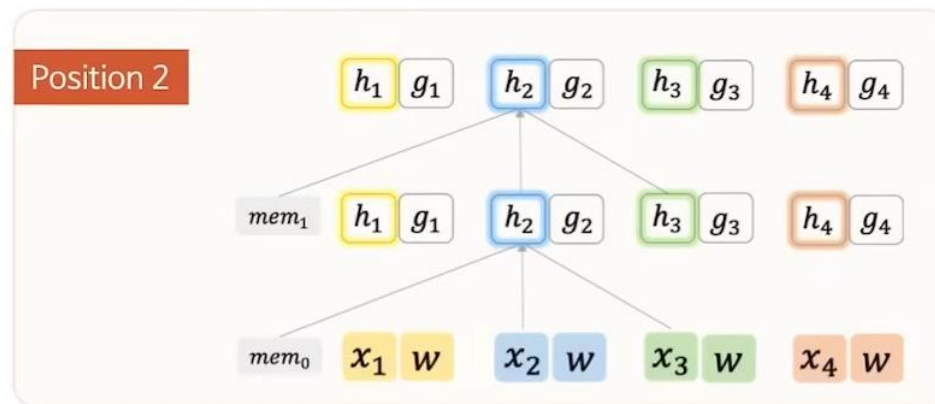 Position 2
h₁ g₁ h₂ g₂ h₃ g₃ h₄ g₄
mem₁ h₁ g₁ h₂ g₂ h₃ g₃ h₄ g₄
mem₀ x₁ w x₂ w x₃ w x₄ w